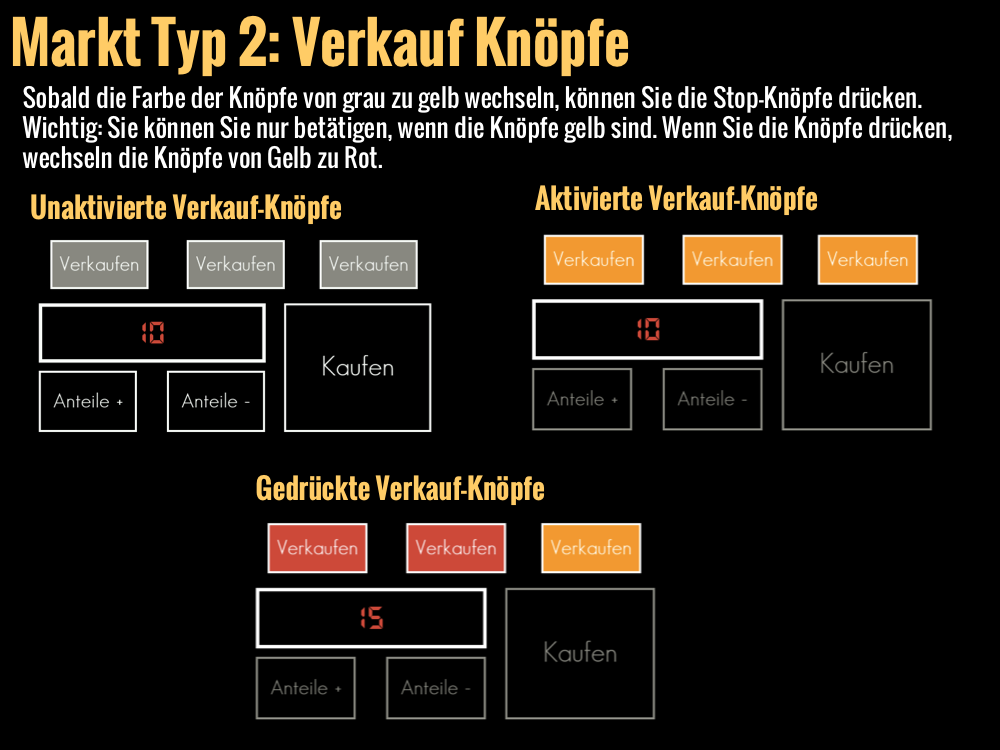 Markt Typ 2: Verkauf Knöpfe
Sobald die Farbe der Knöpfe von grau zu gelb wechseln, können Sie die Stop-Knöpfe drücken.
Wichtig: Sie können Sie nur betätigen, wenn die Knöpfe gelb sind. Wenn Sie die Knöpfe drücken,
wechseln die Knöpfe von Gelb zu Rot.
Unaktivierte Verkauf-Knöpfe
Verkaufen Verkaufen Verkaufen
10
Kaufen
Anteile + Anteile -
Aktivierte Verkauf-Knöpfe
Verkaufen Verkaufen Verkaufen
10
Kaufen
Anteile + Anteile -
Gedrückte Verkauf-Knöpfe
Verkaufen Verkaufen Verkaufen
15
Kaufen
Anteile + Anteile -